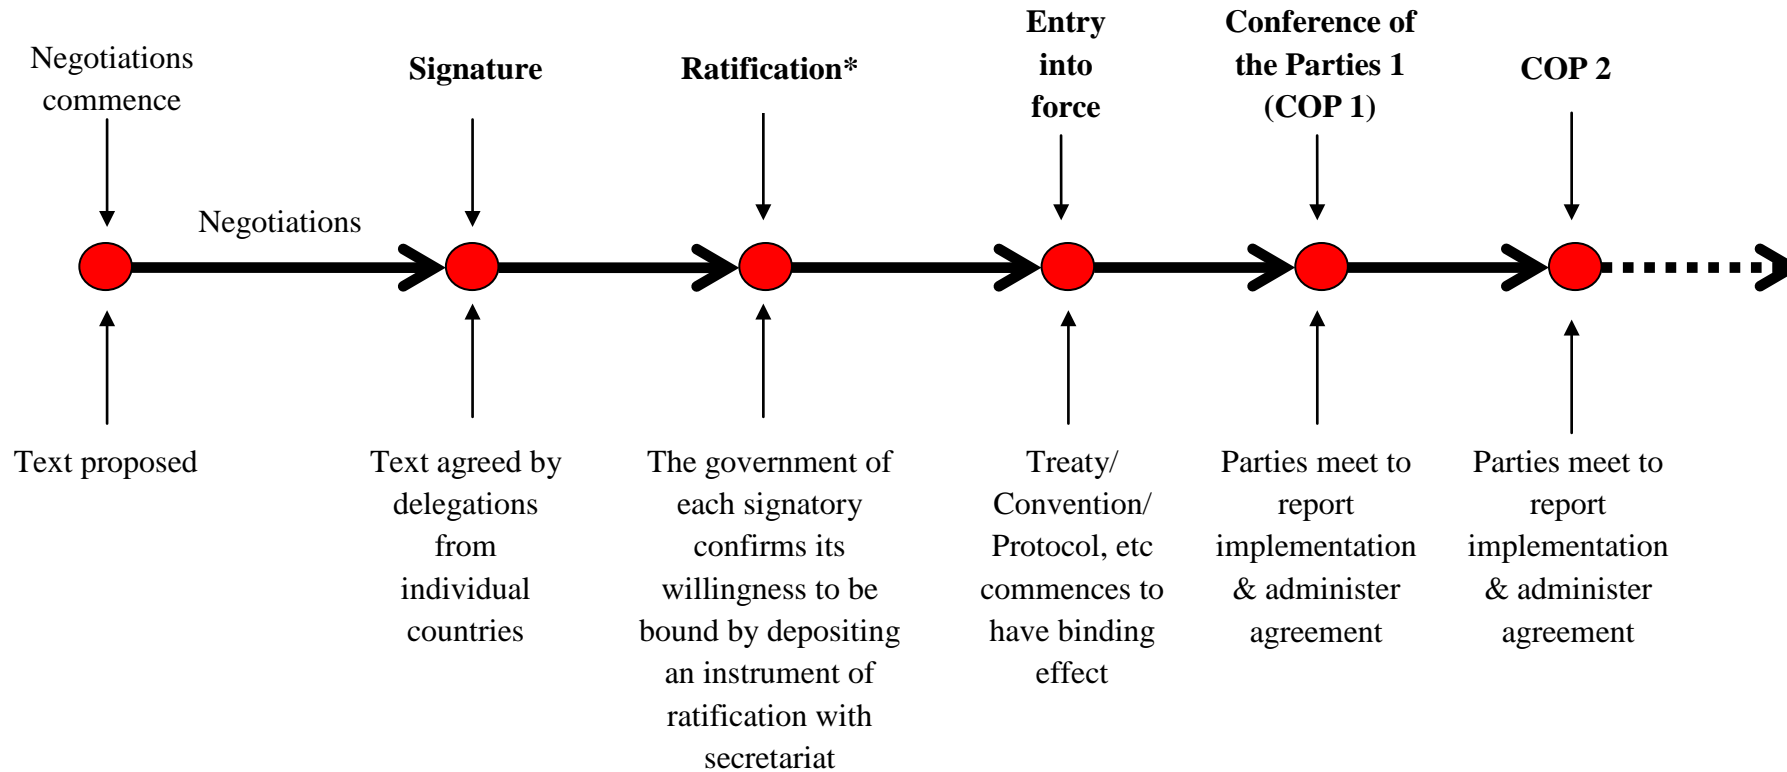 Negotiations
commence
Signature
Ratification*
Entry
into
force
Conference of
the Parties 1
(COP 1)
COP 2
Negotiations
Text proposed
Text agreed by
delegations
from
individual
countries
The government of
each signatory
confirms its
willingness to be
bound by depositing
an instrument of
ratification with
secretariat
Treaty/
Convention/
Protocol, etc
commences to
have binding
effect
Parties meet to
report
implementation
& administer
agreement
Parties meet to
report
implementation
& administer
agreement